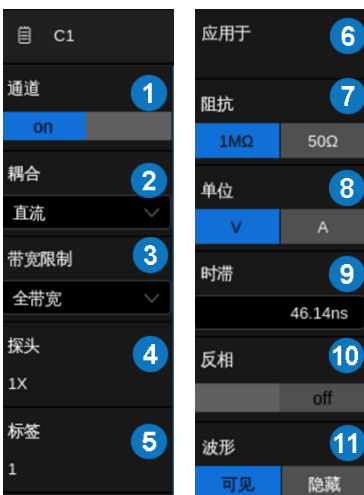 C1
通道
1
on
耦合
2
直流
带宽限制
3
全带宽
探头
4
1X
标签
5
1
应用于
6
阻抗
7
1MΩ 50Ω
单位
8
V A
时滞
9
46.14ns
反相
10
off
波形
11
可见 隐藏